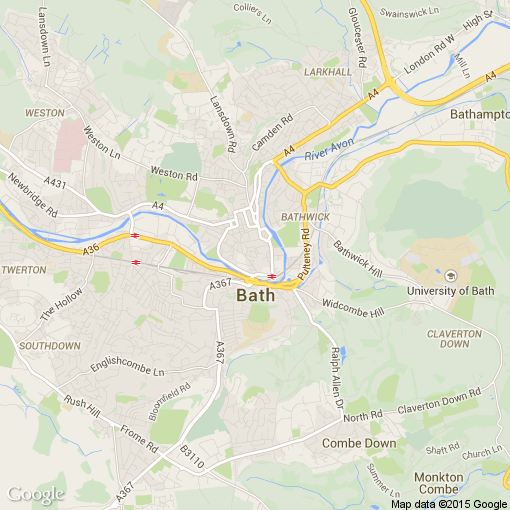 Swainswick Ln
Colliers Ln
High St
Lansdown Ln
Gloucester Rd
London Rd W
Mill Ln
LARKHALL
A4
A4
WESTON
Lansdown Rd
Camden Rd
Bathampto
Weston Ln
A4
River Avon
Weston Rd
A431
Newbridge Rd
A4
BATHWICK
Pulteney Rd
Bathwick Hill
A36
TWERTON
A367
University of Bath
Bath
The Hollow
Widcombe Hill
CLAVERTON
DOWN
SOUTHDOWN
A367
Ralph Allen Dr
Englishcombe Ln
Bloomfield Rd
Rush Hill
North Rd
Claverton Down Rd
Frome Rd
B3110
Combe Down
Shaft Rd
Church Ln
Summer Ln
Monkton
Combe
A367
Google
Map data ©2015 Google